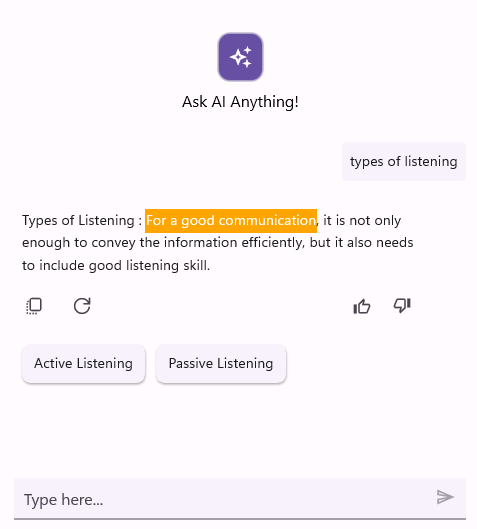 Ask AI Anything!
types of listening
Types of Listening : For a good communication, it is not only
enough to convey the information efficiently, but it also needs
to include good listening skill.
Active Listening
Passive Listening
Type here...